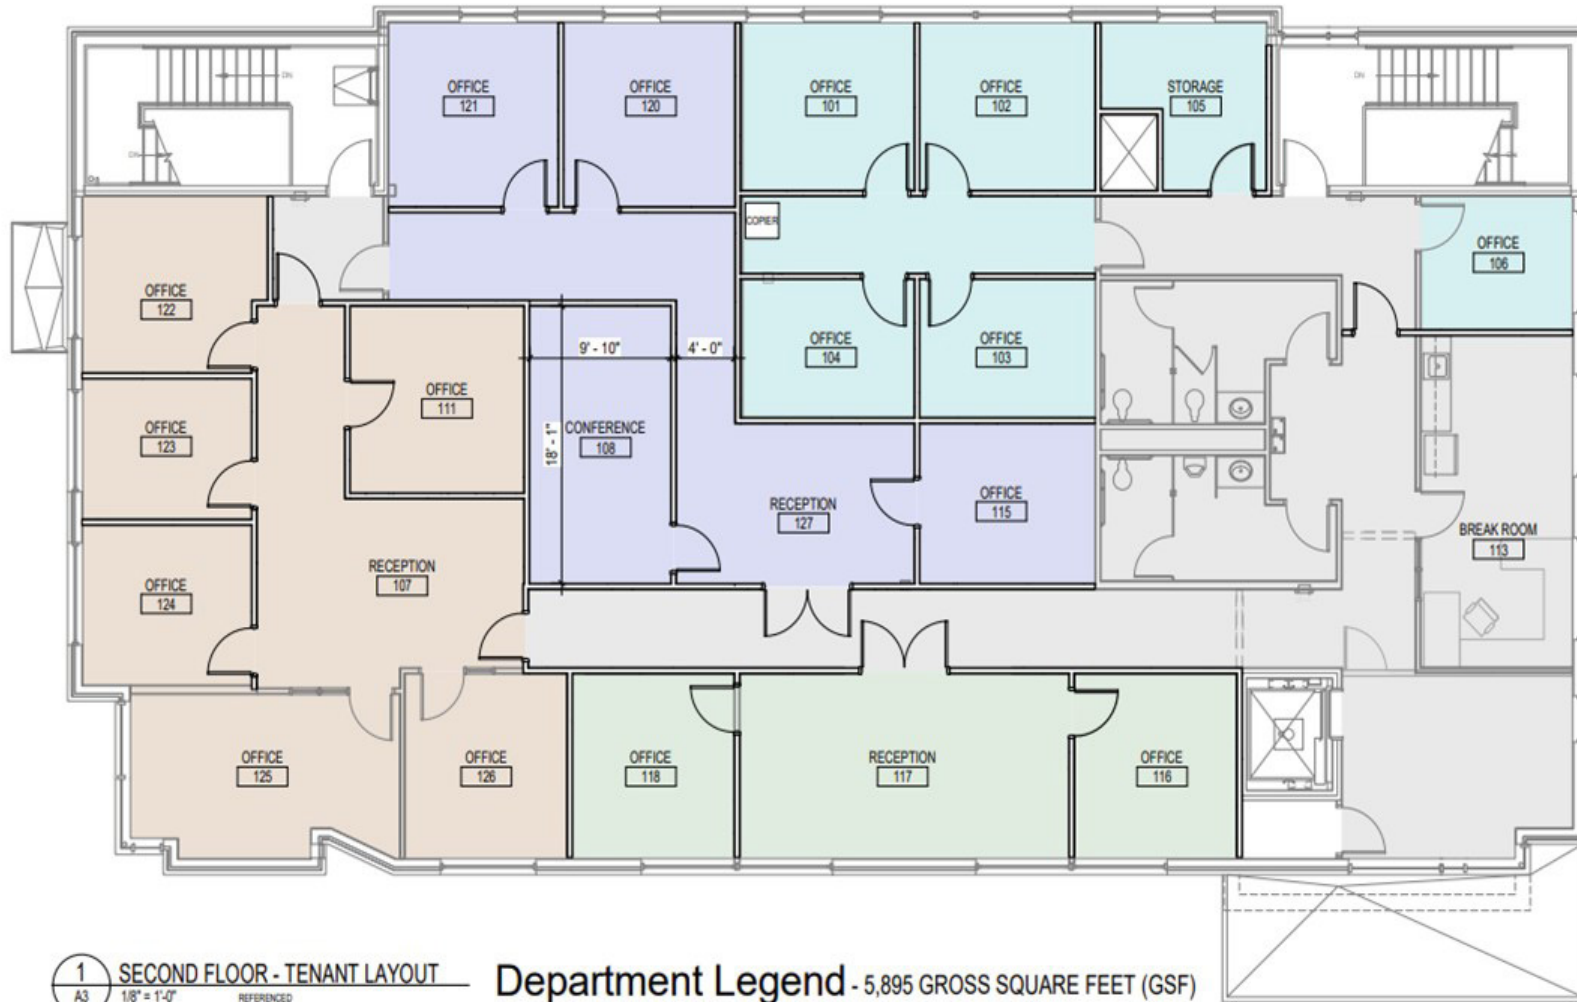 OFFICE
121
OFFICE
120
OFFICE
101
OFFICE
102
STORAGE
105
DN
DN
DN
DN
COPIER
OFFICE
122
OFFICE
106
OFFICE
104
OFFICE
103
9' - 10"
4' - 0"
18' - 1"
OFFICE
111
OFFICE
123
CONFERENCE
108
RECEPTION
127
OFFICE
115
BREAK ROOM
113
OFFICE
124
RECEPTION
107
OFFICE
125
OFFICE
126
OFFICE
118
RECEPTION
117
OFFICE
116
1
A3
SECOND FLOOR - TENANT LAYOUT
1/8" = 1'-0"
REFERENCED
Department Legend - 5,895 GROSS SQUARE FEET (GSF)